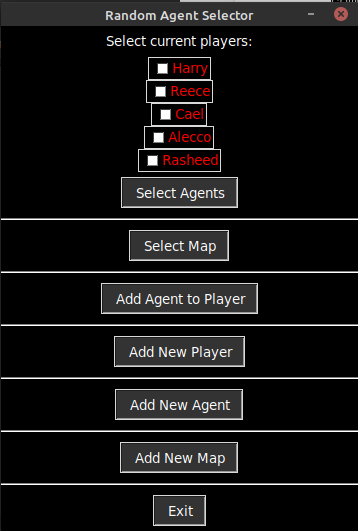 Random Agent Selector
Select current players:
Harry
Reece
Cael
Alecco
Rasheed
Select Agents
Select Map
Add Agent to Player
Add New Player
Add New Agent
Add New Map
Exit